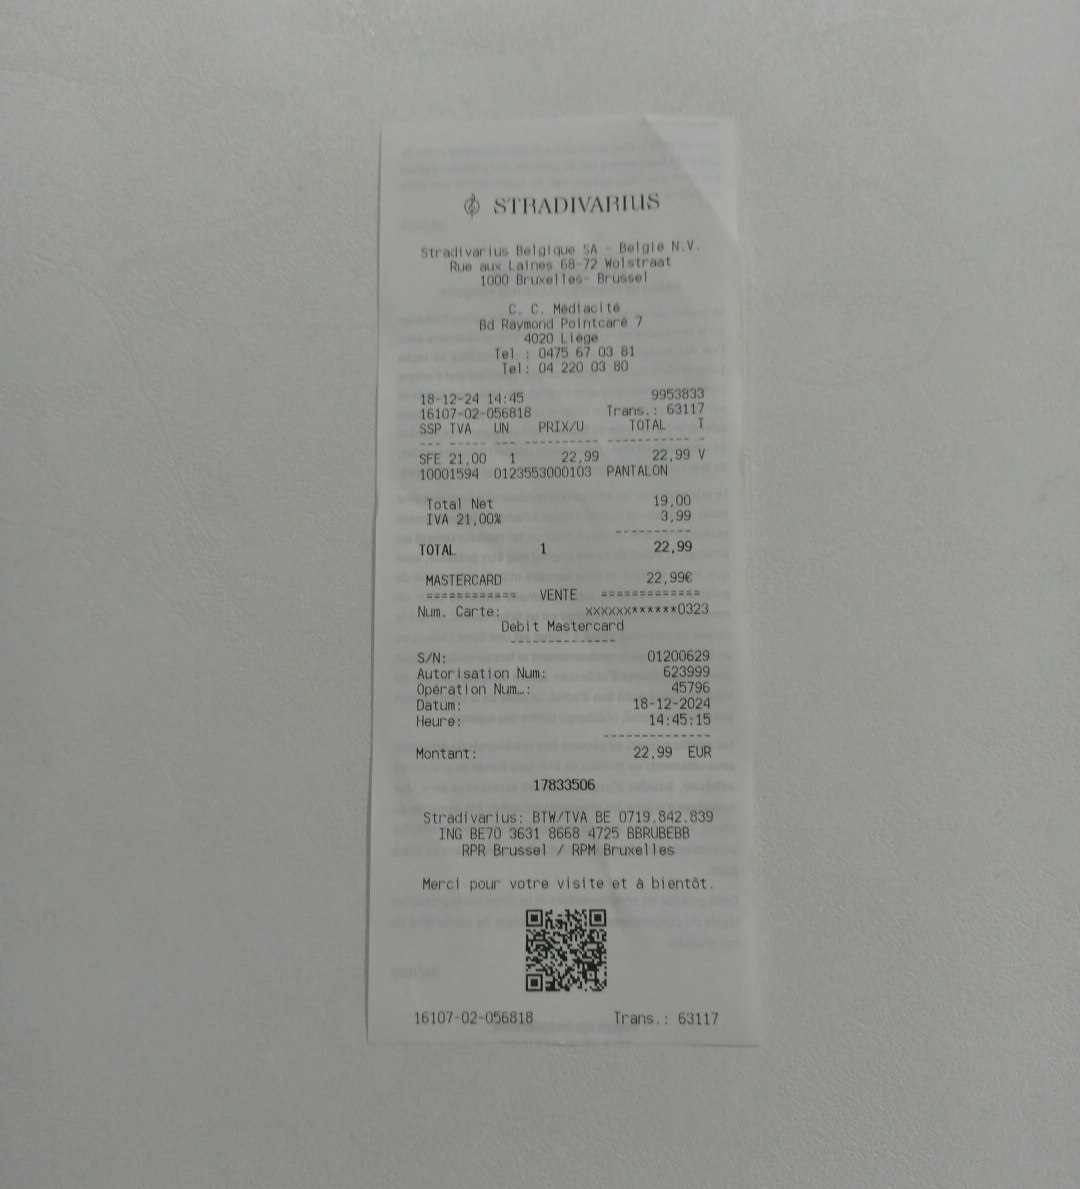 STRADIVARIUS
Stradivarius Belgique SA - Belgie N.V.
Rue aux Laines 68-72 Wolstraat
1000 Bruxelles- Brussel
C. C. Médiacité
Bd Raymond Pointcaré 7
4020 Liege
Tel : 0475 67 03 81
Tel: 04 220 03 80
18-12-24 14:45 9953833
16107-02-056818 Trans.: 63117
SSP TVA UN PRIX/U TOTAL T
--- ----- --- ---------- ----------- -
SFE 21,00 1 22,99 22,99 V
10001594 0123553000103 PANTALON
Total Net 19,00
IVA 21,00% 3,99
----------
TOTAL 1 22,99
MASTERCARD 22,99€
============ VENTE =============
Num. Carte: xxxxxx******0323
Debit Mastercard
--------------
S/N: 01200629
Autorisation Num: 623999
Opération Num…: 45796
Datum: 18-12-2024
Heure: 14:45:15
--------------
Montant: 22,99 EUR
17833506
Stradivarius: BTW/TVA BE 0719.842.839
ING BE70 3631 8668 4725 BBRUBEBB
RPR Brussel / RPM Bruxelles
Merci pour votre visite et à bientôt.
16107-02-056818 Trans.: 63117